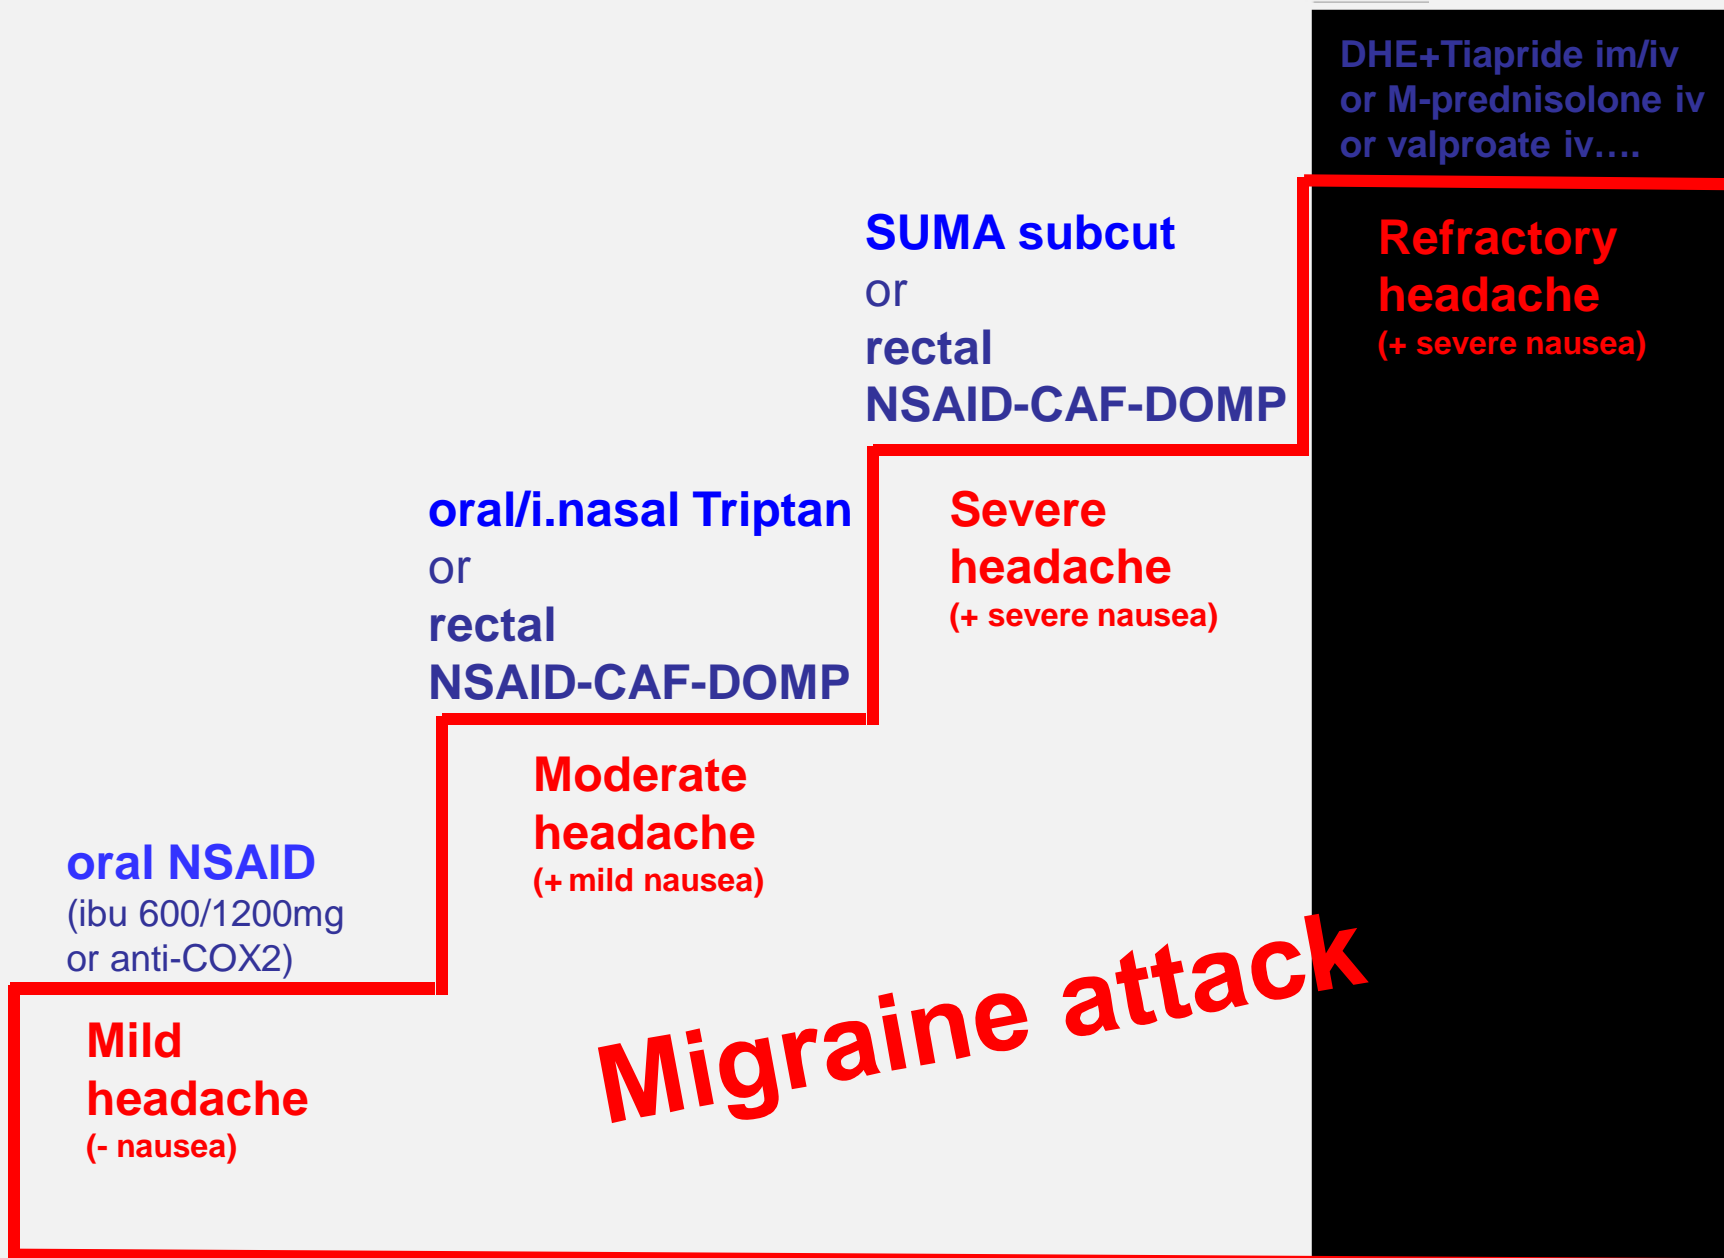 DHE+Tiapride im/iv
or M-prednisolone iv
or valproate iv....
SUMA subcut
or
rectal
NSAID-CAF-DOMP
Refractory
headache
(+ severe nausea)
oral/i.nasal Triptan
or
rectal
NSAID-CAF-DOMP
Severe
headache
(+ severe nausea)
Moderate
headache
(+ mild nausea)
oral NSAID
(ibu 600/1200mg
or anti-COX2)
Mild
headache
(- nausea)
Migraine attack